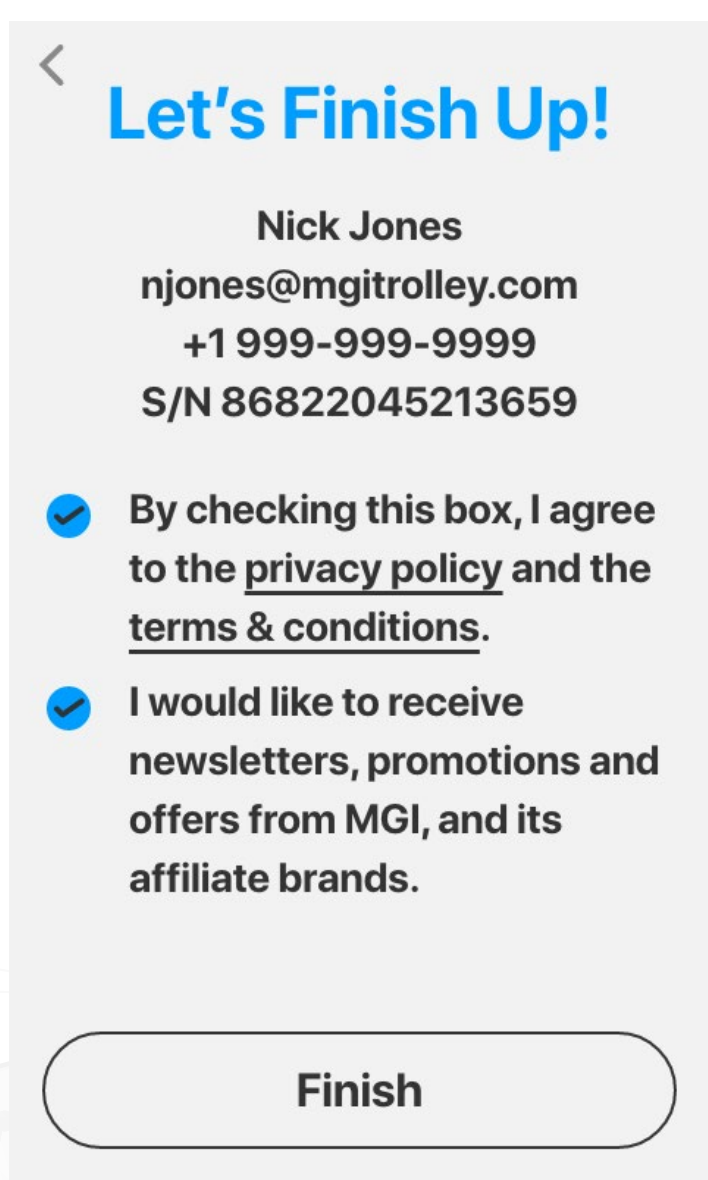 Let’s Finish Up!
Nick Jones
njones@mgitrolley.com
+1 999-999-9999
S/N 86822045213659
By checking this box, I agree
to the privacy policy and the
terms & conditions.
I would like to receive
newsletters, promotions and
offers from MGI, and its
affiliate brands.
Finish